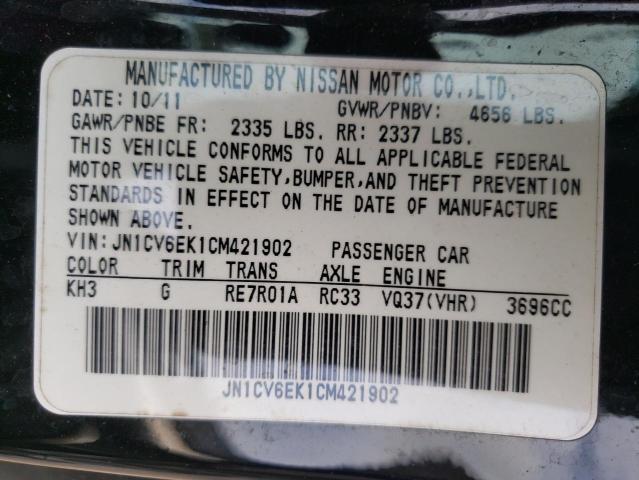 MANUFACTURED BY NISSAN MOTOR CO.,LTD.
DATE: 10/11 GVWR/PNBV: 4656 LBS.
GAWR/PNBE FR: 2335 LBS. RR: 2337 LBS.
THIS VEHICLE CONFORMS TO ALL APPLICABLE FEDERAL
MOTOR VEHICLE SAFETY,BUMPER,AND THEFT PREVENTION
STANDARDS IN EFFECT ON THE DATE OF MANUFACTURE
SHOWN ABOVE.
VIN:JN1CV6EK1CM421902 PASSENGER CAR
COLOR TRIM TRANS AXLE ENGINE
KH3 G RE7R01A RC33 VQ37(VHR) 3696CC
JN1CV6EK1CM421902